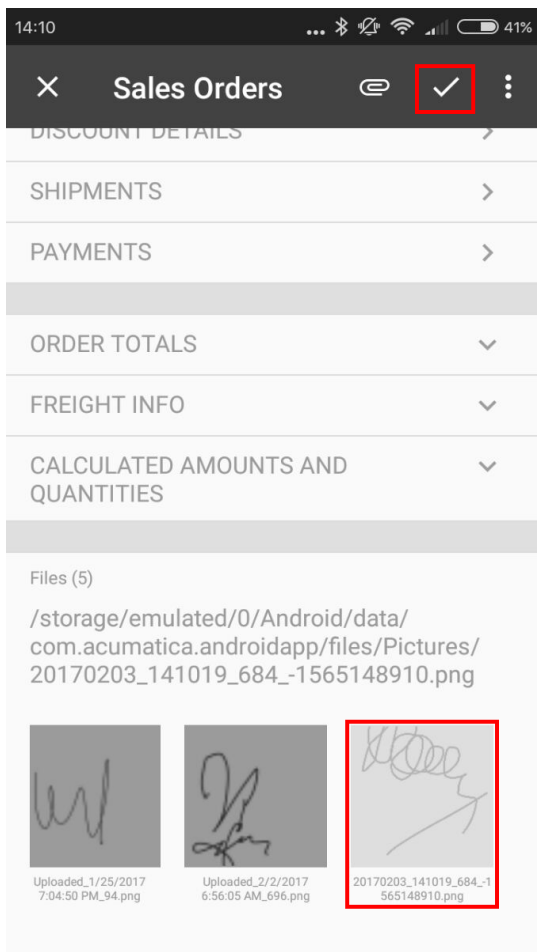 14:10
41%
Sales Orders
DISCOUNT DETAILS
SHIPMENTS
PAYMENTS
ORDER TOTALS
FREIGHT INFO
CALCULATED AMOUNTS AND
QUANTITIES
Files (5)
/storage/emulated/0/Android/data/
com.acumatica.androidapp/files/Pictures/
20170203_141019_684_-1565148910.png
Uploaded_1/25/2017
7:04:50 PM_94.png
Uploaded_2/2/2017
6:56:05 AM_696.png
20170203_141019_684_-1
565148910.png